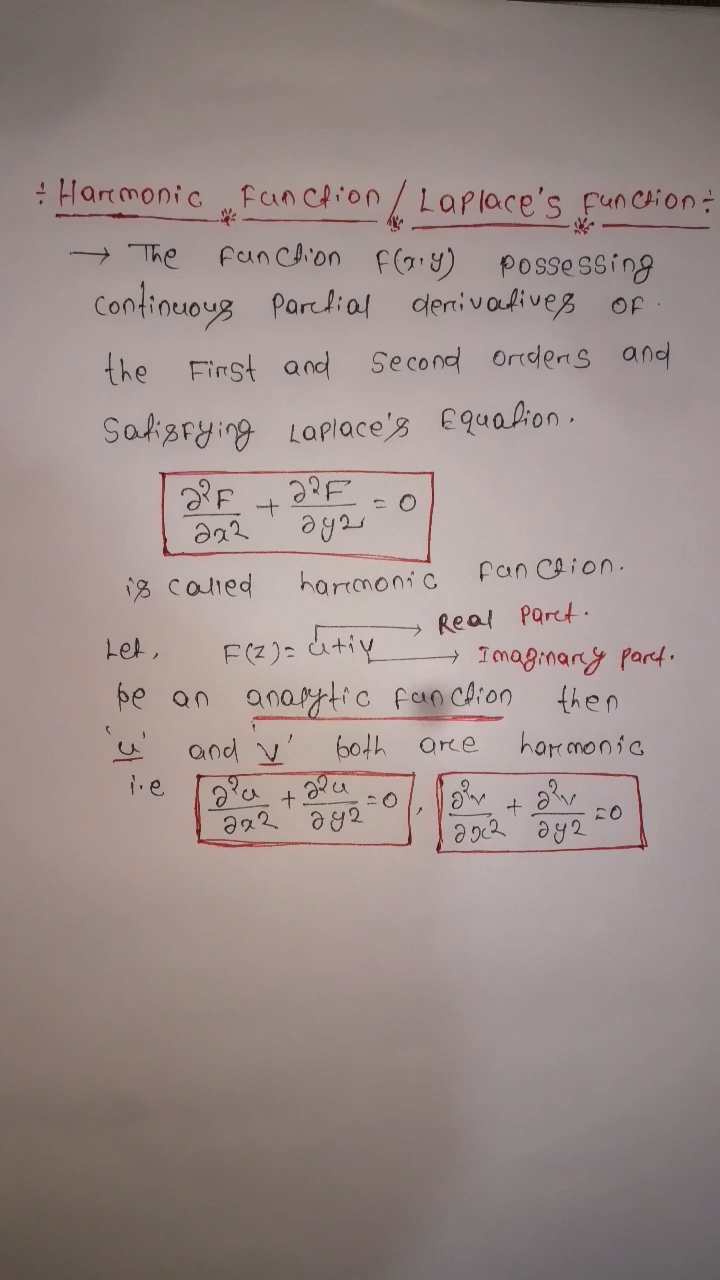 ÷ Harmonic Function / Laplace's Function ÷
→ The function F(x,y) possessing
continuous Partial derivatives of
the First and Second orders and
Satisfying Laplace's Equation.
∂²F/∂x² + ∂²F/∂y² = 0
is called harmonic function.
Let, F(z) = u+iv → Real part. → Imaginary part.
be an analytic function then
'u' and 'v' both are harmonic
i.e ∂²u/∂x² + ∂²u/∂y² = 0 , ∂²v/∂x² + ∂²v/∂y² = 0